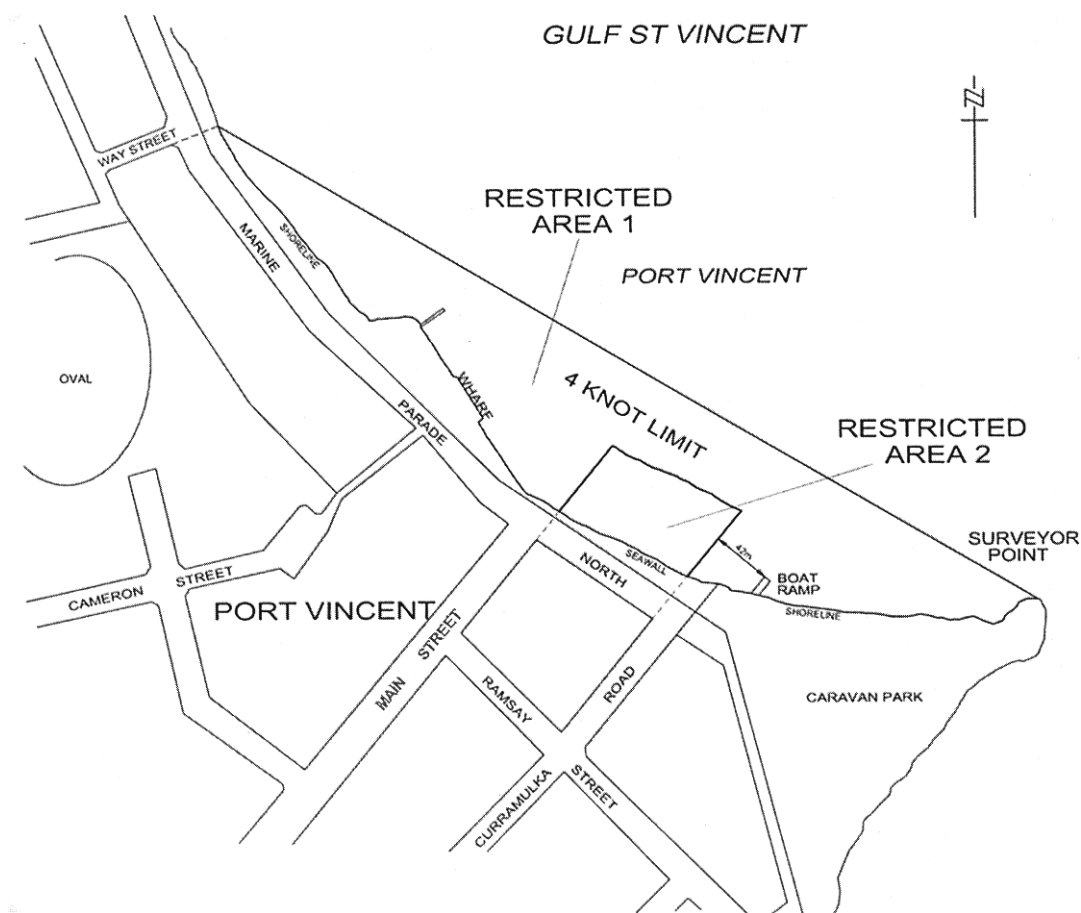 GULF ST VINCENT
N
WAY STREET
RESTRICTED
AREA 1
MARINE
SHORELINE
PORT VINCENT
OVAL
WHARF
4 KNOT LIMIT
PARADE
RESTRICTED
AREA 2
SURVEYOR
POINT
42m
SEAWALL
BOAT
RAMP
NORTH
SHORELINE
CAMERON STREET
PORT VINCENT
MAIN STREET
RAMSAY STREET
CURRAMULKA ROAD
CARAVAN PARK